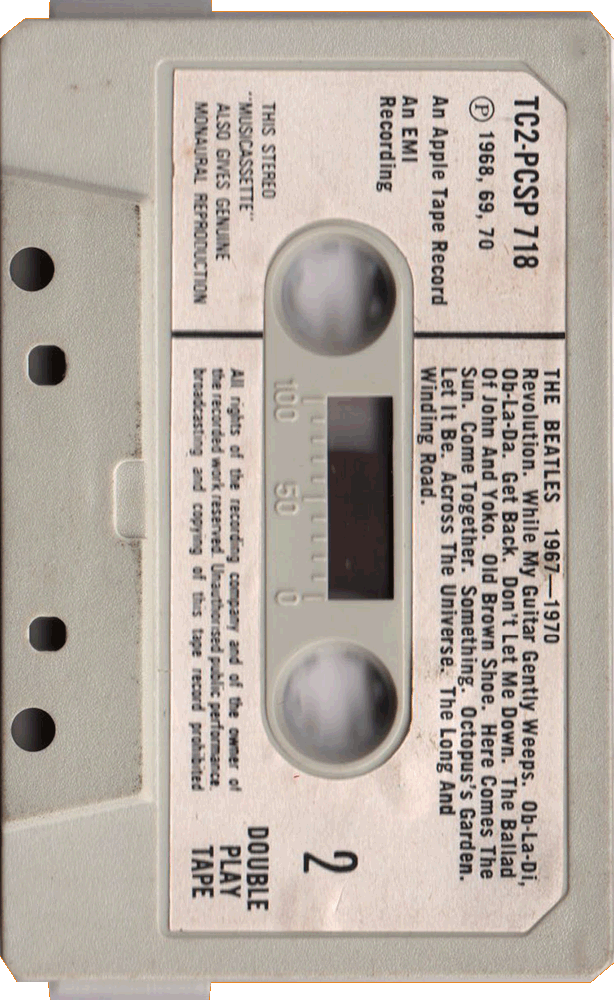 TC2-PCSP 718
Ⓟ 1968, 69, 70
An Apple Tape Record
An EMI
Recording
THIS STEREO
"MUSICASSETTE"
ALSO GIVES GENUINE
MONAURAL REPRODUCTION
THE BEATLES 1967—1970
Revolution. While My Guitar Gently Weeps. Ob-La-Di,
Ob-La-Da. Get Back. Don't Let Me Down. The Ballad
Of John And Yoko. Old Brown Shoe. Here Comes The
Sun. Come Together. Something. Octopus's Garden.
Let It Be. Across The Universe. The Long And
Winding Road.
100 50 0
2
All rights of the recording company and of the owner of
the recorded work reserved. Unauthorised public performance.
broadcasting and copying of this tape record prohibited
DOUBLE
PLAY
TAPE